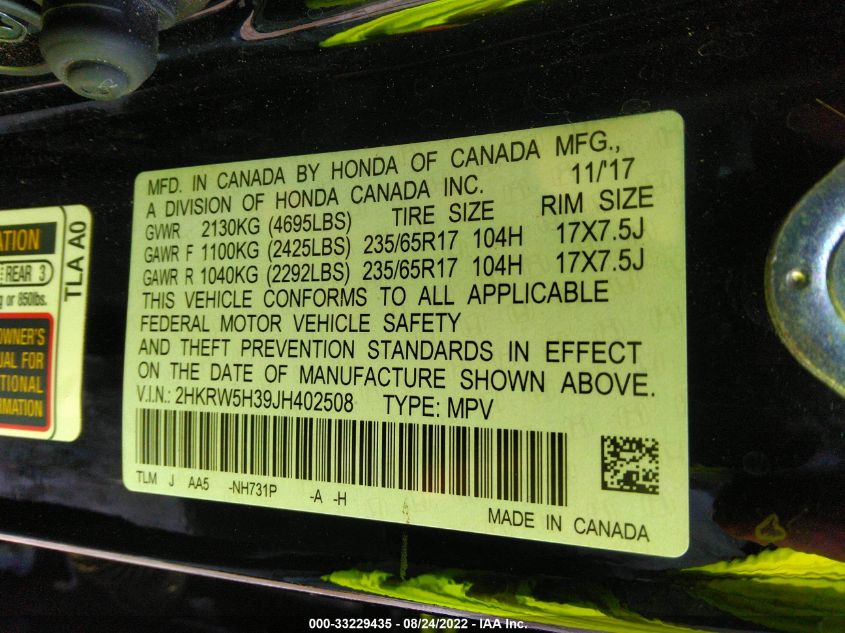 MFD. IN CANADA BY HONDA OF CANADA MFG.,
A DIVISION OF HONDA CANADA INC. 11/'17
GVWR 2130KG (4695LBS) TIRE SIZE RIM SIZE
GAWR F 1100KG (2425LBS) 235/65R17 104H 17X7.5J
GAWR R 1040KG (2292LBS) 235/65R17 104H 17X7.5J
THIS VEHICLE CONFORMS TO ALL APPLICABLE
FEDERAL MOTOR VEHICLE SAFETY
AND THEFT PREVENTION STANDARDS IN EFFECT
ON THE DATE OF MANUFACTURE SHOWN ABOVE.
V.I.N.: 2HKRW5H39JH402508 TYPE: MPV
TLM J AA5 -NH731P -A -H
MADE IN CANADA
REAR 3
or 850lbs.
TLA A0
OWNER'S
FOR
000-33229435 - 08/24/2022 - IAA Inc.